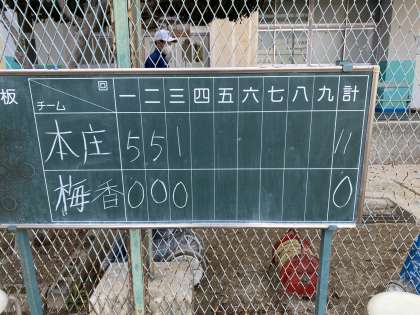 板
回 一 二 三 四 五 六 七 八 九 計
チーム
本庄 5 5 1 11
梅香 0 0 0 0